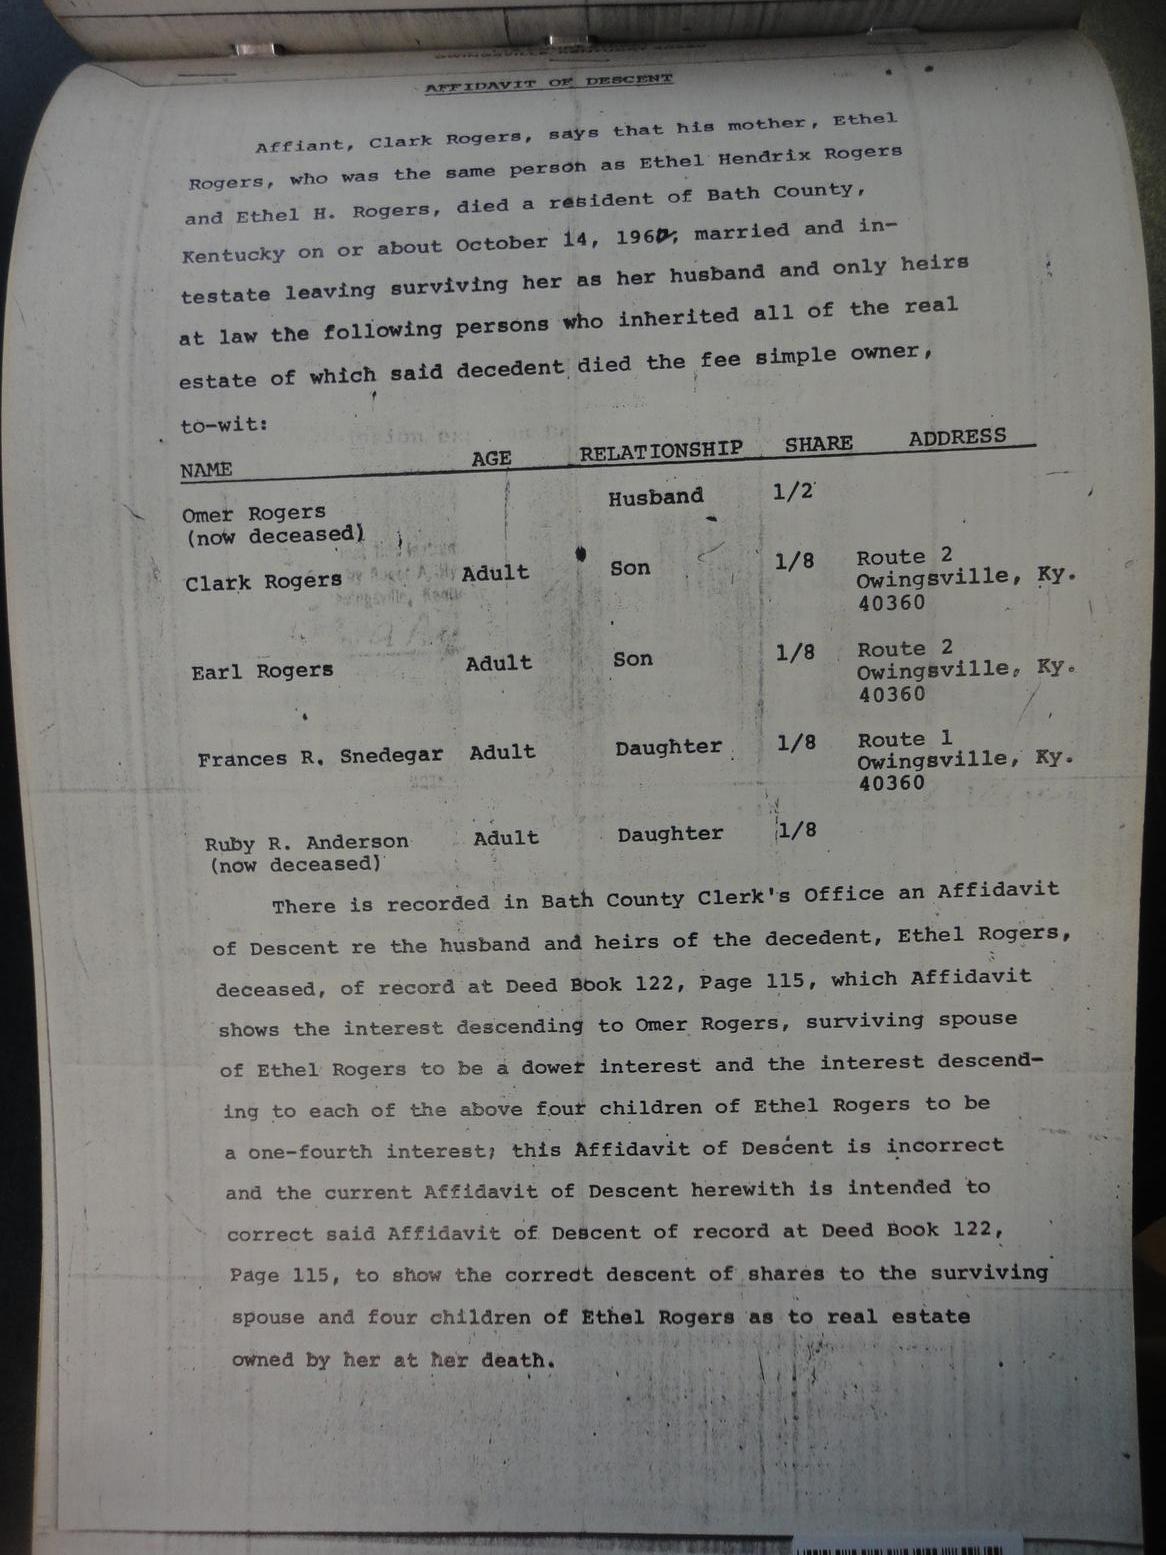 AFFIDAVIT OF DESCENT
Affiant, Clark Rogers, says that his mother, Ethel
Rogers, who was the same person as Ethel Hendrix Rogers
and Ethel H. Rogers, died a resident of Bath County,
Kentucky on or about October 14, married and in-
testate leaving surviving her as her husband and only heirs
at law the following persons who inherited all of the real
estate of which said decedent died the fee simple owner,
to-wit:
NAME AGE RELATIONSHIP SHARE ADDRESS
Omer Rogers Husband 1/2
(now deceased)
Clark Rogers Adult Son 1/8 Route 2
Owingsville, Ky.
40360
Earl Rogers Adult Son 1/8 Route 2
Owingsville, Ky.
40360
Frances R. Snedegar Adult Daughter 1/8 Route 1
Owingsville, Ky.
40360
Ruby R. Anderson Adult Daughter 1/8
(now deceased)
There is recorded in Bath County Clerk's Office an Affidavit
of Descent re the husband and heirs of the decedent, Ethel Rogers,
deceased, of record at Deed Book 122, Page 115, which Affidavit
shows the interest descending to Omer Rogers, surviving spouse
of Ethel Rogers to be a dower interest and the interest descend-
ing to each of the above four children of Ethel Rogers to be
a one-fourth interest; this Affidavit of Descent is incorrect
and the current Affidavit of Descent herewith is intended to
correct said Affidavit of Descent of record at Deed Book 122,
Page 115, to show the correct descent of shares to the surviving
spouse and four children of Ethel Rogers as to real estate
owned by her at her death.